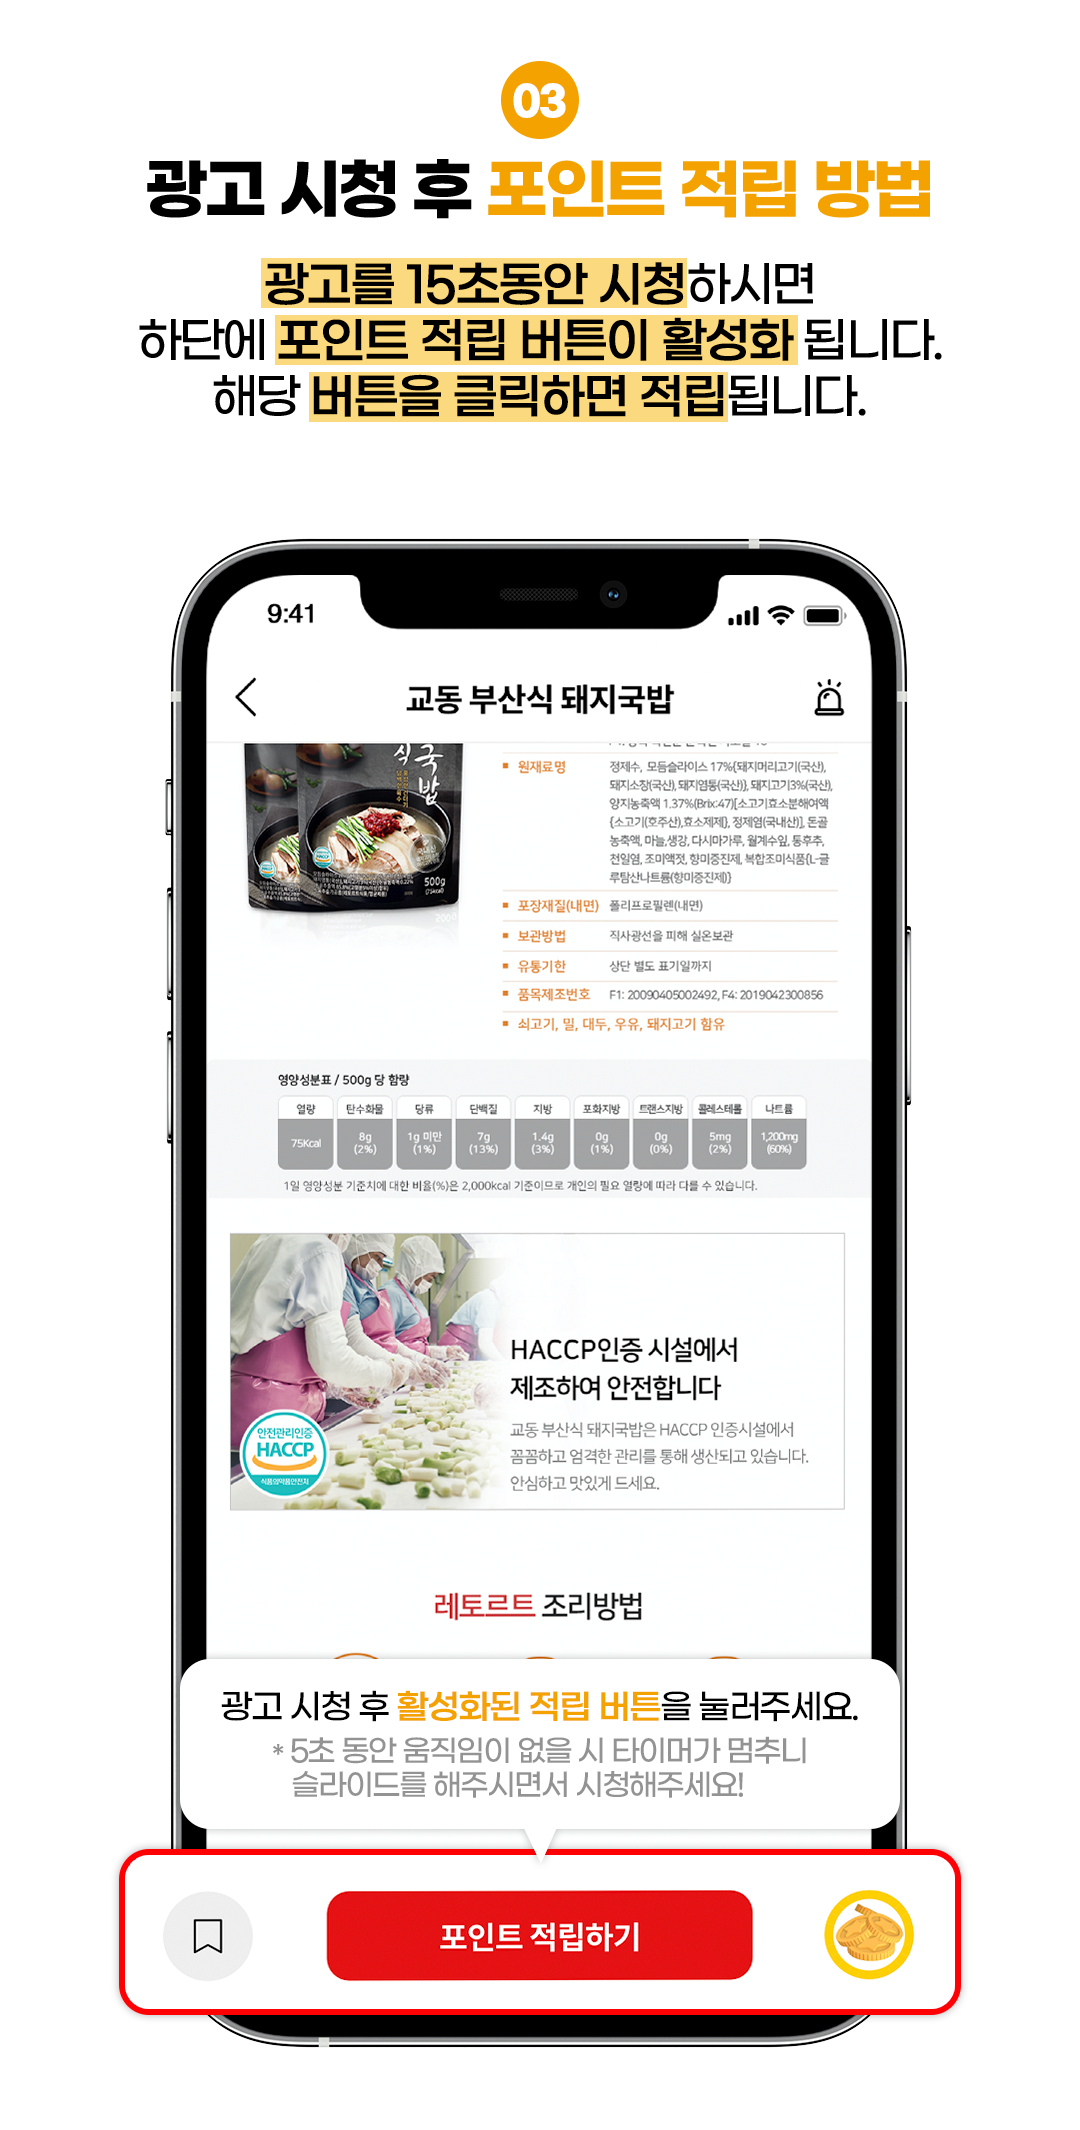 03
광고 시청 후 포인트 적립 방법
광고를 15초동안 시청하시면
하단에 포인트 적립 버튼이 활성화 됩니다.
해당 버튼을 클릭하면 적립됩니다.
9:41
교동 부산식 돼지국밥
식 국밥
HACCP
500g
(75kcal)
원재료명 정제수, 모듬슬라이스 17%{돼지머리고기(국산),
돼지소창(국산), 돼지염통(국산)}, 돼지고기3%(국산),
양지농축액 1.37%(Brix:47)[소고기효소분해여액
{소고기(호주산),효소제제}, 정제염(국내산)], 돈골
농축액, 마늘,생강, 다시마가루, 월계수잎, 통후추,
천일염, 조미액젓, 향미증진제, 복합조미식품{L-글
루탐산나트륨(향미증진제)}
포장재질(내면) 폴리프로필렌(내면)
보관방법 직사광선을 피해 실온보관
유통기한 상단 별도 표기일까지
품목제조번호 F1: 20090405002492, F4: 2019042300856
쇠고기, 밀, 대두, 우유, 돼지고기 함유
영양성분표 / 500g 당 함량
열량 탄수화물 당류 단백질 지방 포화지방 트랜스지방 콜레스테롤 나트륨
75Kcal 8g 1g 미만 7g 1.4g 0g 0g 5mg 1,200mg
(2%) (1%) (13%) (3%) (1%) (0%) (2%) (60%)
1일 영양성분 기준치에 대한 비율(%)은 2,000kcal 기준이므로 개인의 필요 열량에 따라 다를 수 있습니다.
HACCP인증 시설에서
제조하여 안전합니다
교동 부산식 돼지국밥은 HACCP 인증시설에서
꼼꼼하고 엄격한 관리를 통해 생산되고 있습니다.
안심하고 맛있게 드세요.
안전관리인증
HACCP
식품의약품안전처
레토르트 조리방법
광고 시청 후 활성화된 적립 버튼을 눌러주세요.
* 5초 동안 움직임이 없을 시 타이머가 멈추니
슬라이드를 해주시면서 시청해주세요!
포인트 적립하기